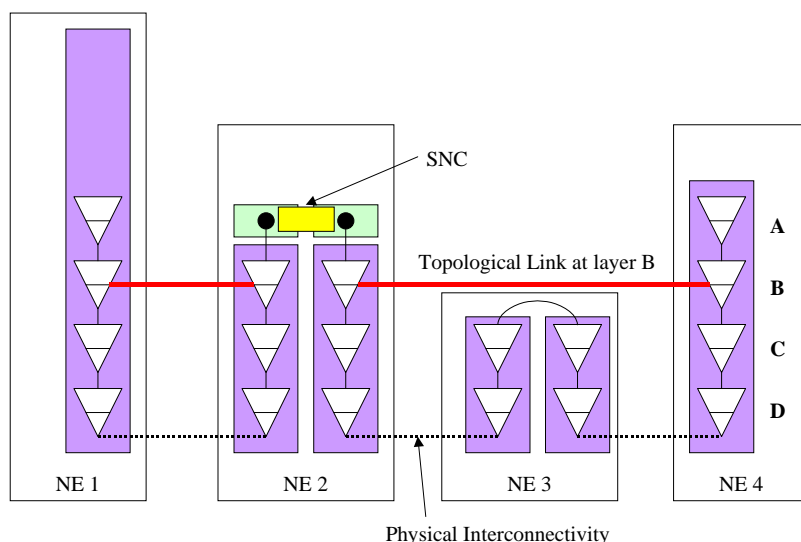 SNC
A
Topological Link at layer B
B
C
D
NE 1
NE 2
NE 3
NE 4
Physical Interconnectivity